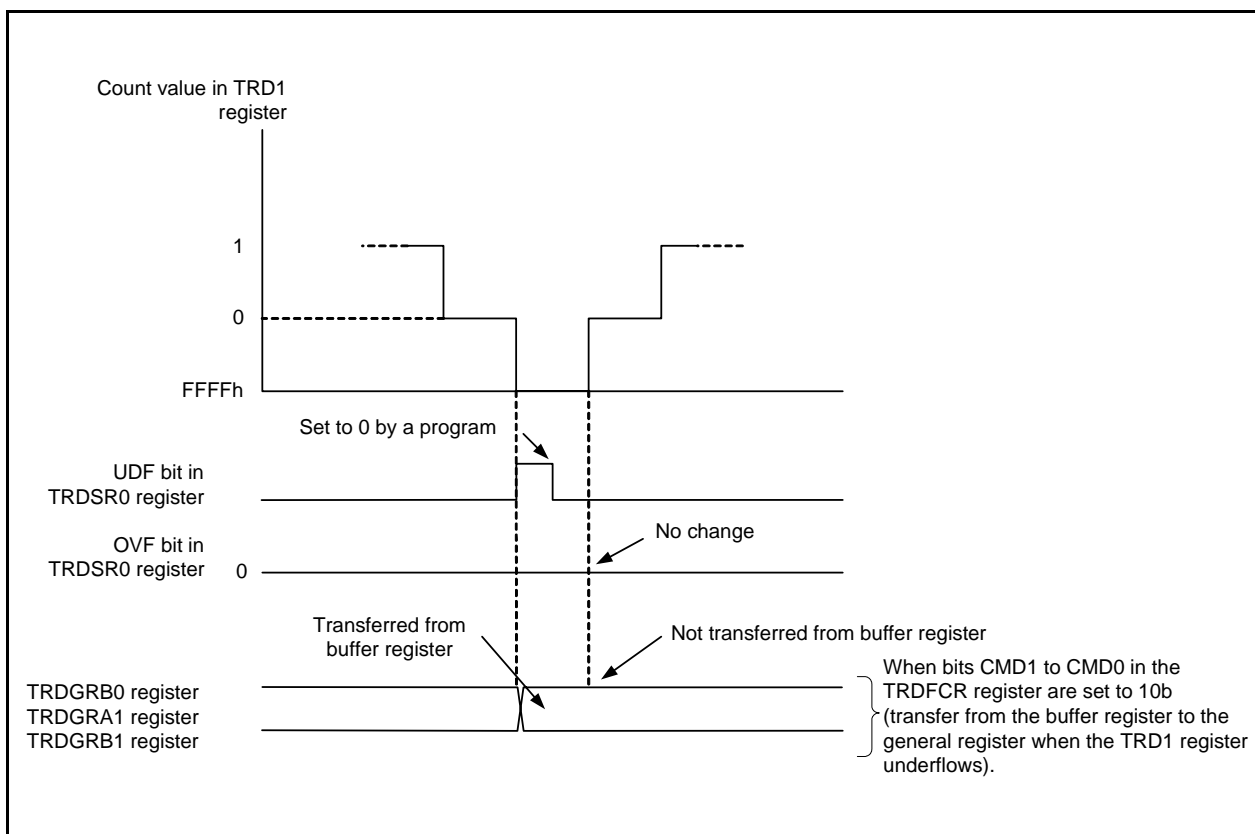 Count value in TRD1
register
1
0
FFFFh
Set to 0 by a program
UDF bit in
TRDSR0 register
No change
OVF bit in
TRDSR0 register
0
Transferred from
buffer register
Not transferred from buffer register
TRDGRB0 register
TRDGRA1 register
TRDGRB1 register
When bits CMD1 to CMD0 in the
TRDFCR register are set to 10b
(transfer from the buffer register to the
general register when the TRD1 register
underflows).